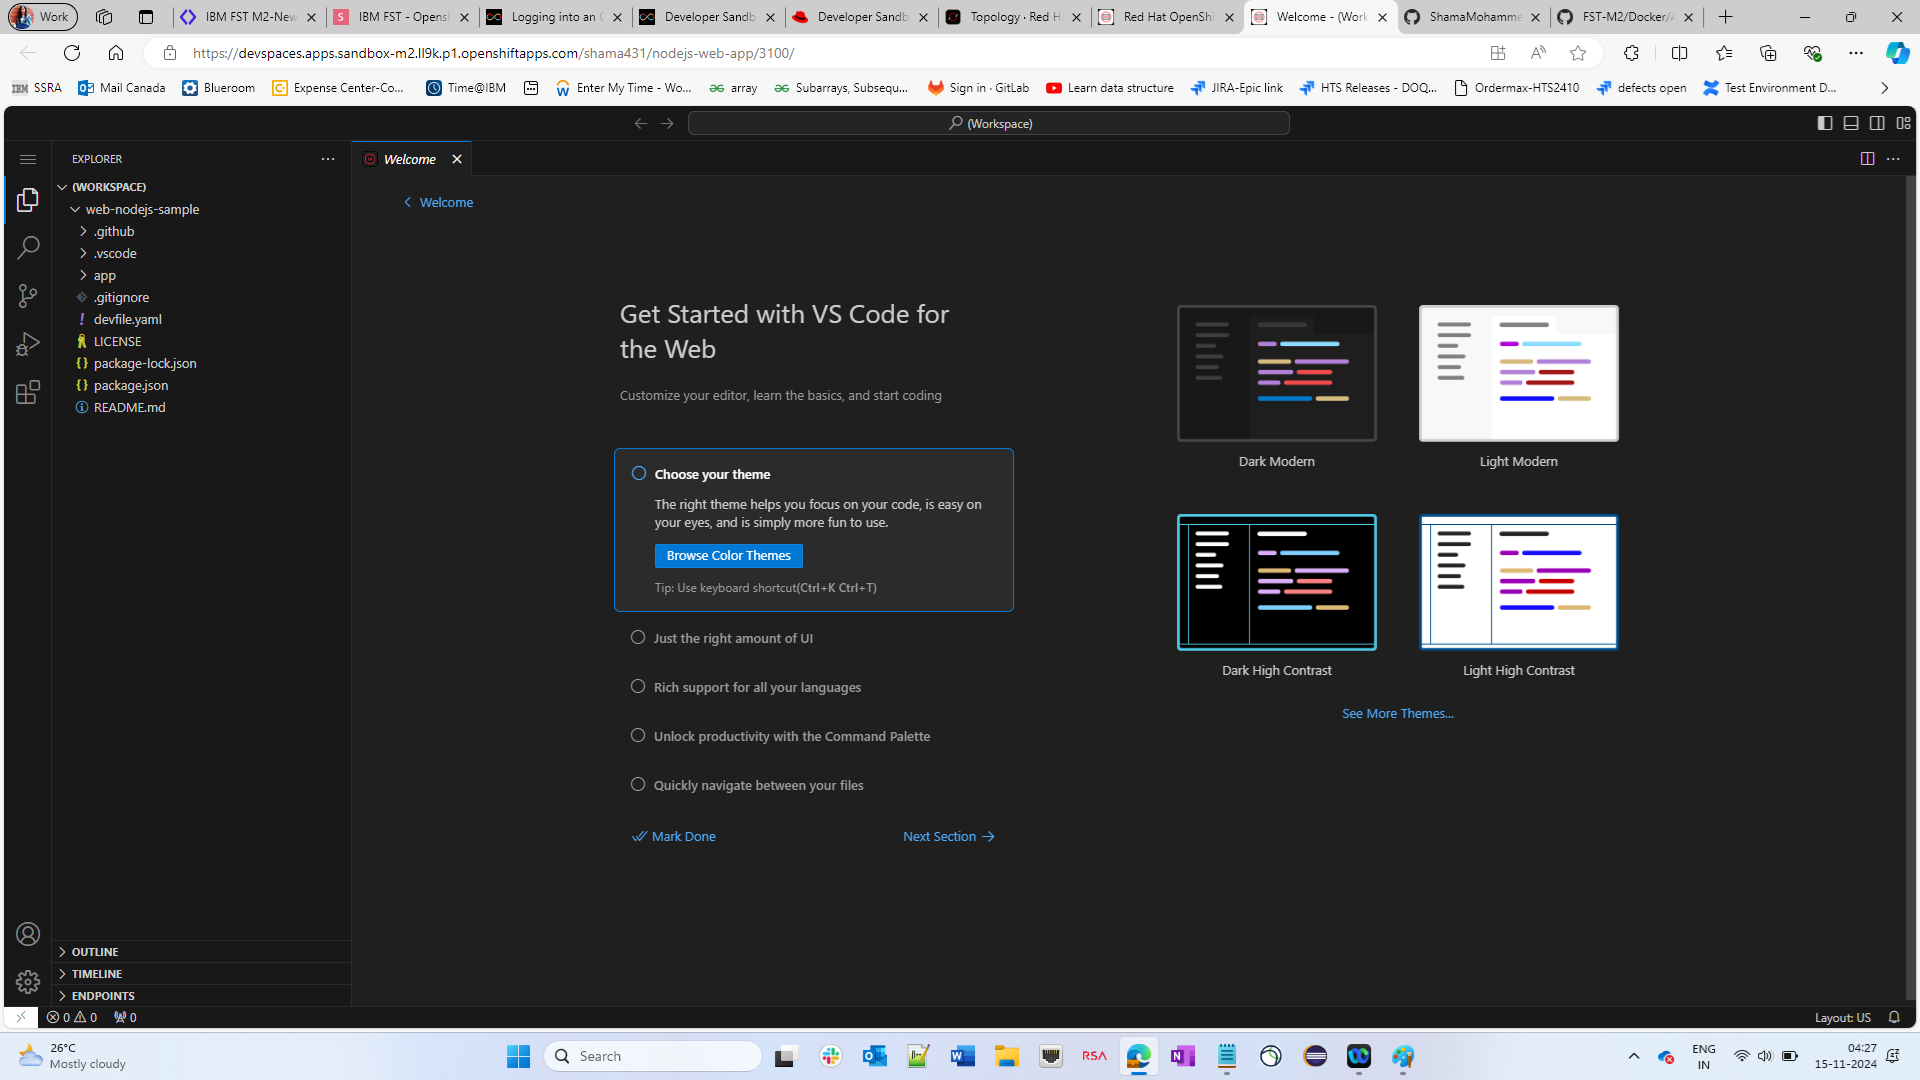 Work
IBM FST M2-New
IBM FST - Opensh
Logging into an
Developer Sandb
Developer Sandb
Topology · Red H
Red Hat OpenShi
Welcome - (Work
ShamaMohamme
FST-M2/Docker/
https://devspaces.apps.sandbox-m2.ll9k.p1.openshiftapps.com/shama431/nodejs-web-app/3100/
SSRA
Mail Canada
Blueroom
Expense Center-Co...
Time@IBM
Enter My Time - Wo...
array
Subarrays, Subsequ...
Sign in · GitLab
Learn data structure
JIRA-Epic link
HTS Releases - DOQ...
Ordermax-HTS2410
defects open
Test Environment D...
(Workspace)
EXPLORER
Welcome
(WORKSPACE)
web-nodejs-sample
.github
.vscode
app
.gitignore
devfile.yaml
LICENSE
package-lock.json
package.json
README.md
Welcome
Get Started with VS Code for
the Web
Customize your editor, learn the basics, and start coding
Choose your theme
The right theme helps you focus on your code, is easy on
your eyes, and is simply more fun to use.
Browse Color Themes
Tip: Use keyboard shortcut(Ctrl+K Ctrl+T)
Just the right amount of UI
Rich support for all your languages
Unlock productivity with the Command Palette
Quickly navigate between your files
Mark Done
Next Section
Dark Modern
Light Modern
Dark High Contrast
Light High Contrast
See More Themes...
OUTLINE
TIMELINE
ENDPOINTS
0 0 0
Layout: US
26°C
Mostly cloudy
Search
RSA
ENG
IN
04:27
15-11-2024